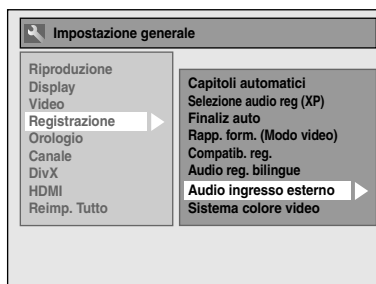 Impostazione generale
Riproduzione
Display
Video
Registrazione
Orologio
Canale
DivX
HDMI
Reimp. Tutto
Capitoli automatici
Selezione audio reg (XP)
Finaliz auto
Rapp. form. (Modo video)
Compatib. reg.
Audio reg. bilingue
Audio ingresso esterno
Sistema colore video